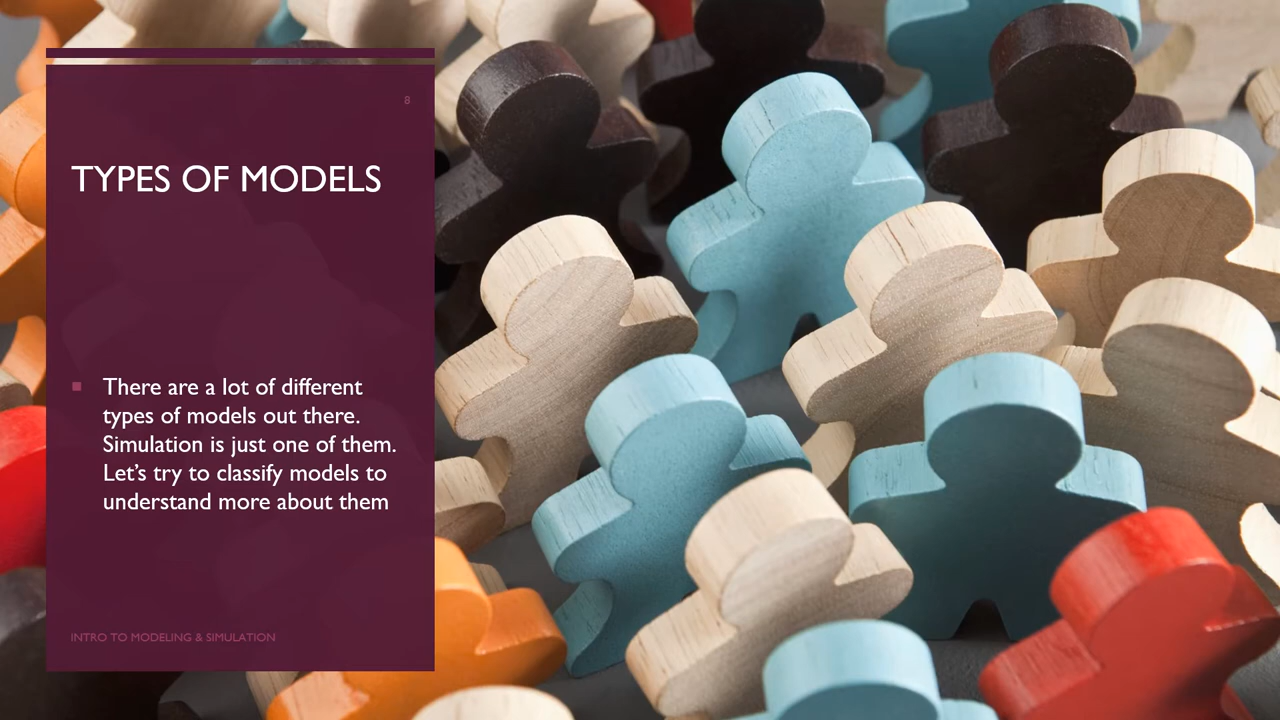 8
TYPES OF MODELS
There are a lot of different
types of models out there.
Simulation is just one of them.
Let’s try to classify models to
understand more about them
INTRO TO MODELING & SIMULATION